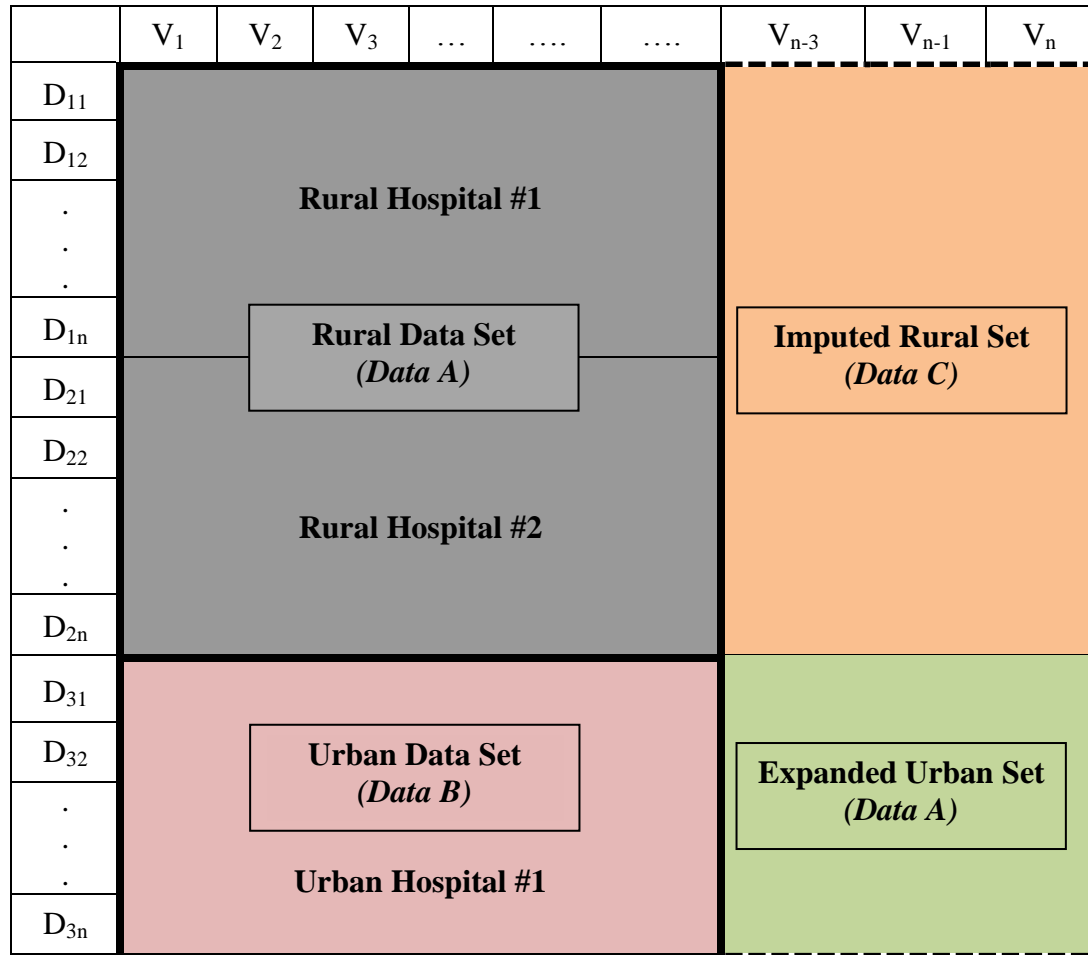 V1 V2 V3 … …. …. Vn-3 Vn-1 Vn
D11
D12
Rural Hospital #1
.
.
.
D1n
Rural Data Set
(Data A)
Imputed Rural Set
(Data C)
D21
D22
.
Rural Hospital #2
.
.
D2n
D31
D32
Urban Data Set
(Data B)
Expanded Urban Set
(Data A)
.
.
.
Urban Hospital #1
D3n